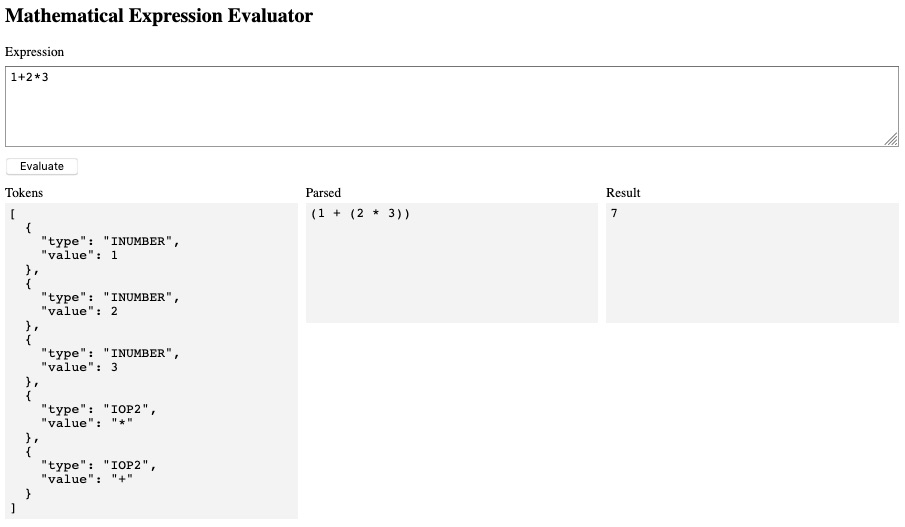 Mathematical Expression Evaluator
Expression
1+2*3
Evaluate
Tokens
[
  {
    "type": "INUMBER",
    "value": 1
  },
  {
    "type": "INUMBER",
    "value": 2
  },
  {
    "type": "INUMBER",
    "value": 3
  },
  {
    "type": "IOP2",
    "value": "*"
  },
  {
    "type": "IOP2",
    "value": "+"
  }
]
Parsed
(1 + (2 * 3))
Result
7